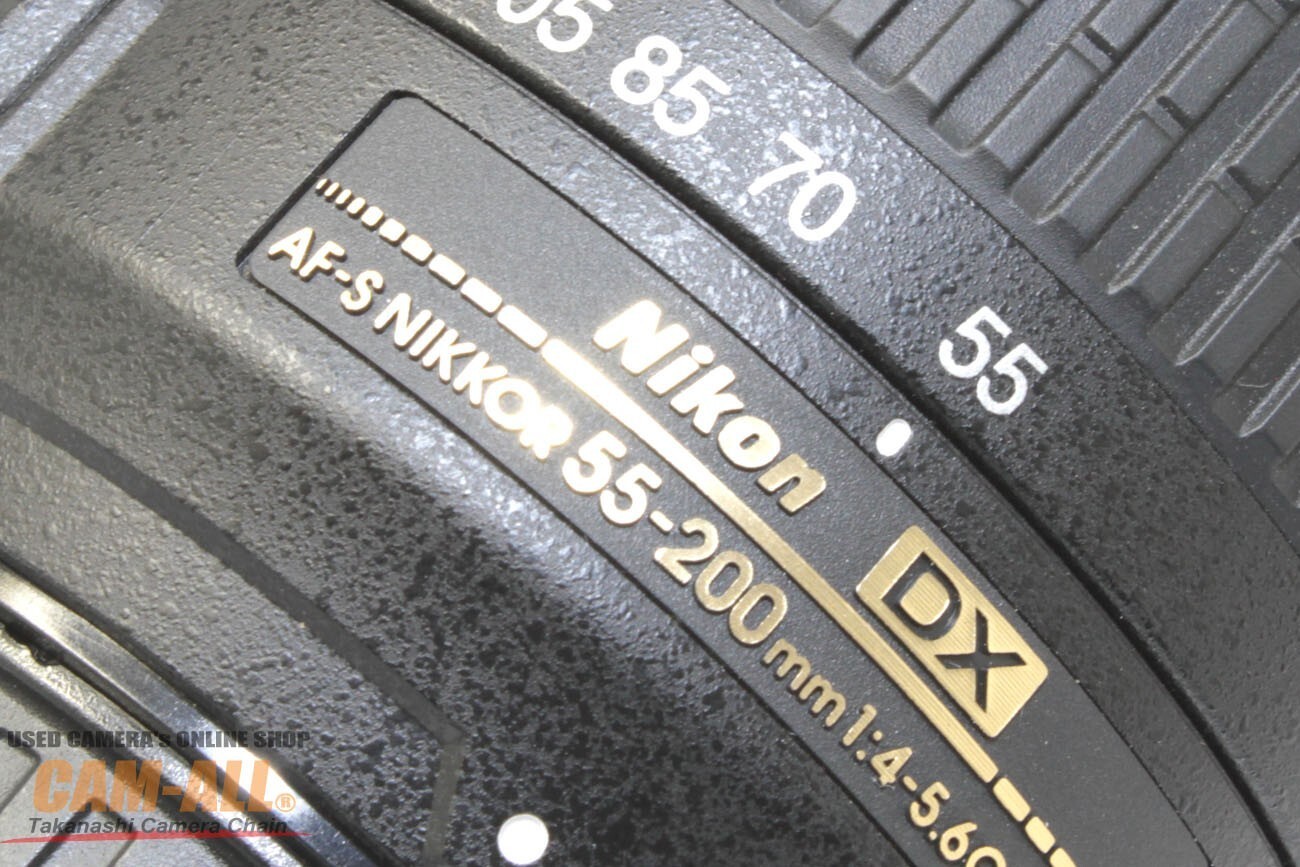 85
70
55
Nikon
DX
AF-S NIKKOR 55-200mm 1:4-5.6G
USED CAMERA's ONLINE SHOP
CAM-ALL®
Takanashi Camera Chain